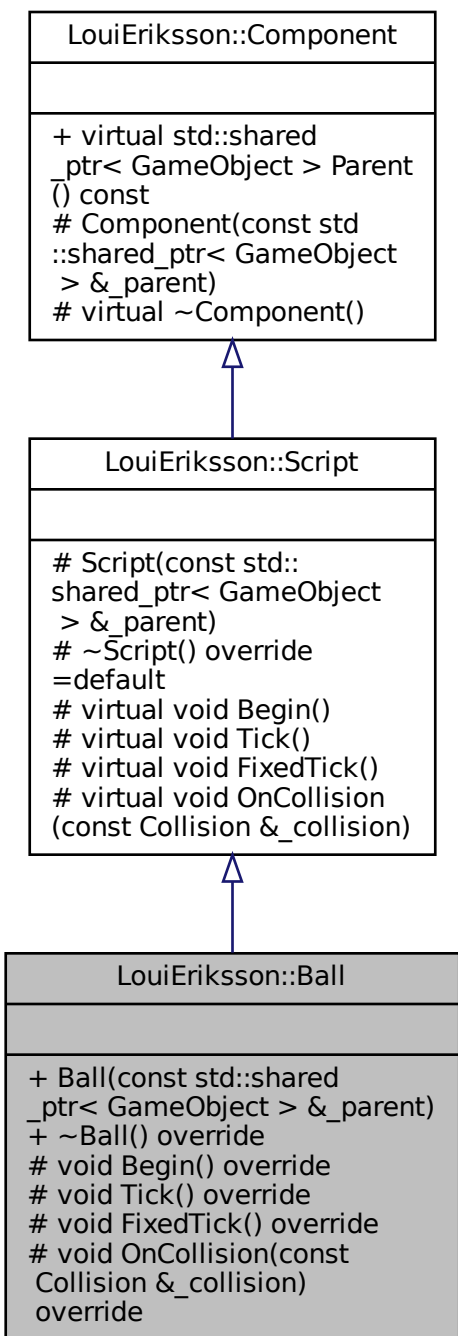 LouiEriksson::Component
+ virtual std::shared
_ptr< GameObject > Parent
() const
# Component(const std
::shared_ptr< GameObject
 > &_parent)
# virtual ~Component()
LouiEriksson::Script
# Script(const std::
shared_ptr< GameObject
 > &_parent)
# ~Script() override
=default
# virtual void Begin()
# virtual void Tick()
# virtual void FixedTick()
# virtual void OnCollision
(const Collision &_collision)
LouiEriksson::Ball
+ Ball(const std::shared
_ptr< GameObject > &_parent)
+ ~Ball() override
# void Begin() override
# void Tick() override
# void FixedTick() override
# void OnCollision(const
 Collision &_collision)
 override